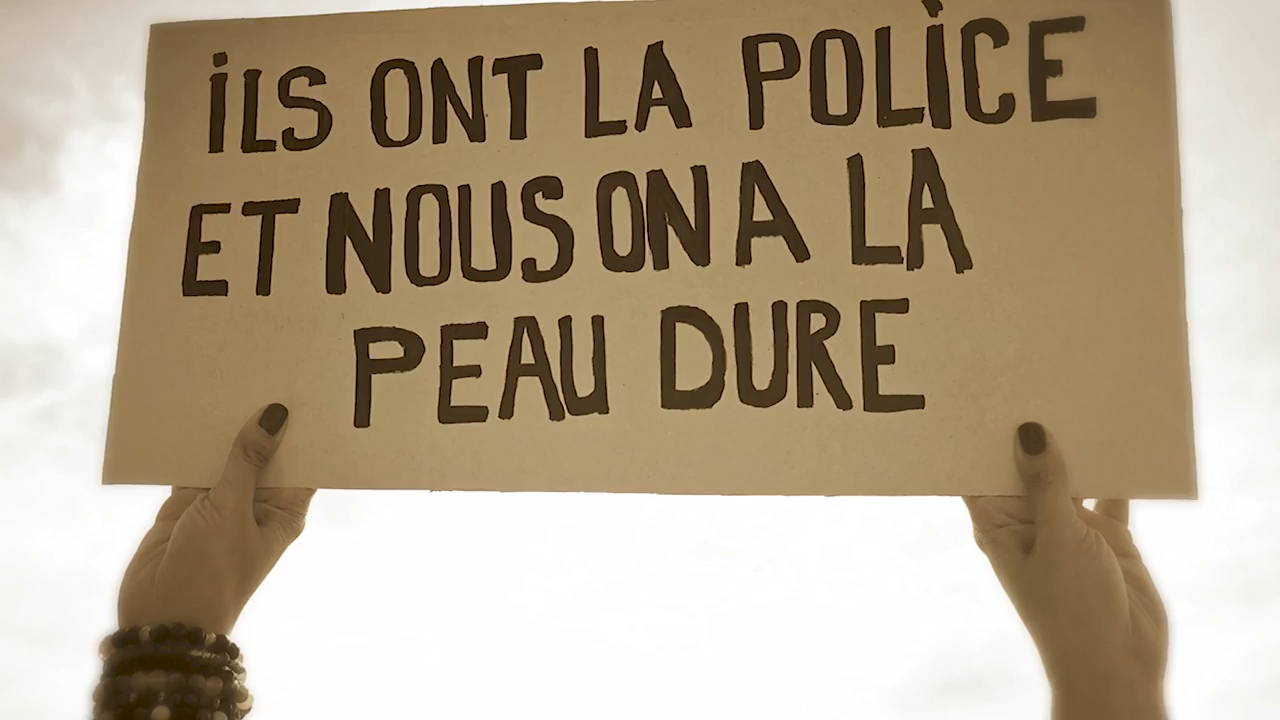 iLS ONT LA POLiCE
ET NOUS ON A LA
PEAU DURE